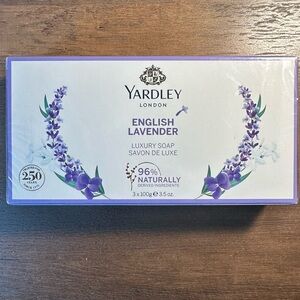 YARDLEY
LONDON
ENGLISH
LAVENDER
LUXURY SOAP
SAVON DE LUXE
96%
NATURALLY
DERIVED INGREDIENTS
3 x 100g ℮ 3.5 oz.
250
YEARS